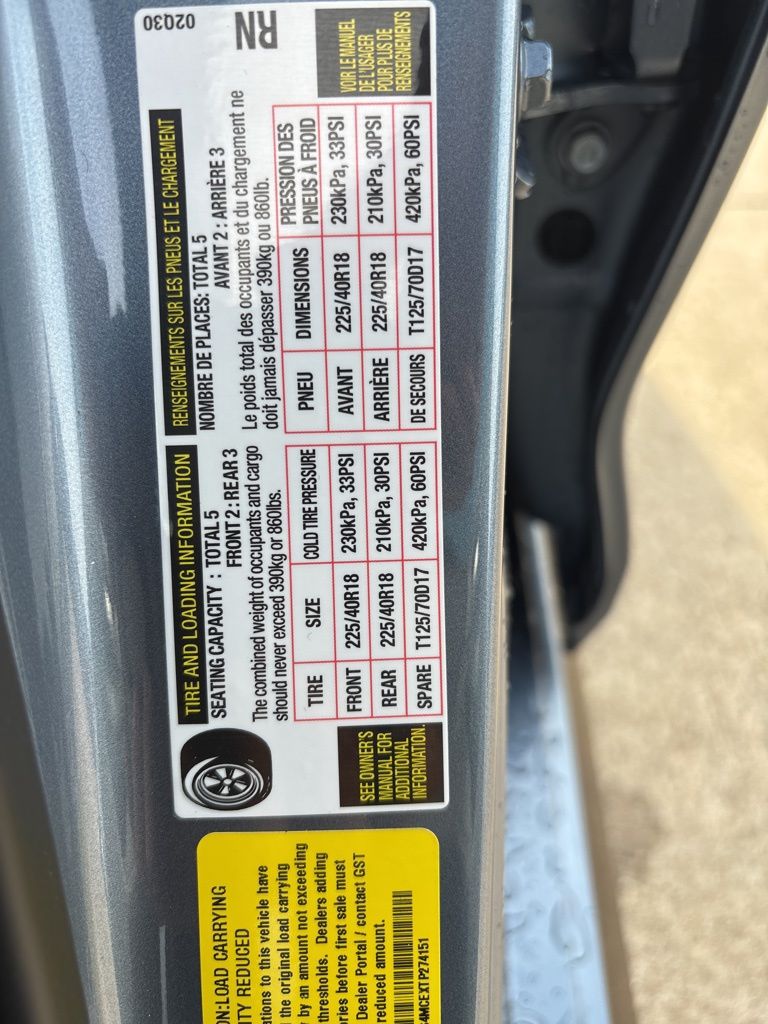 TIRE AND LOADING INFORMATION
SEATING CAPACITY : TOTAL 5
FRONT 2 : REAR 3
The combined weight of occupants and cargo
should never exceed 390kg or 860lbs.
TIRE SIZE COLD TIRE PRESSURE
FRONT 225/40R18 230kPa, 33PSI
REAR 225/40R18 210kPa, 30PSI
SPARE T125/70D17 420kPa, 60PSI
SEE OWNER'S
MANUAL FOR
ADDITIONAL
INFORMATION.
RENSEIGNEMENTS SUR LES PNEUS ET LE CHARGEMENT
NOMBRE DE PLACES: TOTAL 5
AVANT 2 : ARRIÈRE 3
Le poids total des occupants et du chargement ne
doit jamais dépasser 390kg ou 860lb.
PNEU DIMENSIONS PRESSION DES
PNEUS À FROID
AVANT 225/40R18 230kPa, 33PSI
ARRIÈRE 225/40R18 210kPa, 30PSI
DE SECOURS T125/70D17 420kPa, 60PSI
02Q30
RN
VOIR LE MANUEL
DE L'USAGER
POUR PLUS DE
RENSEIGNEMENTS
ON:LOAD CARRYING
ITY REDUCED
ations to this vehicle have
the original load carrying
by an amount not exceeding
thresholds. Dealers adding
ries before first sale must
Dealer Portal / contact GST
reduced amount.
4MCEXTP274151